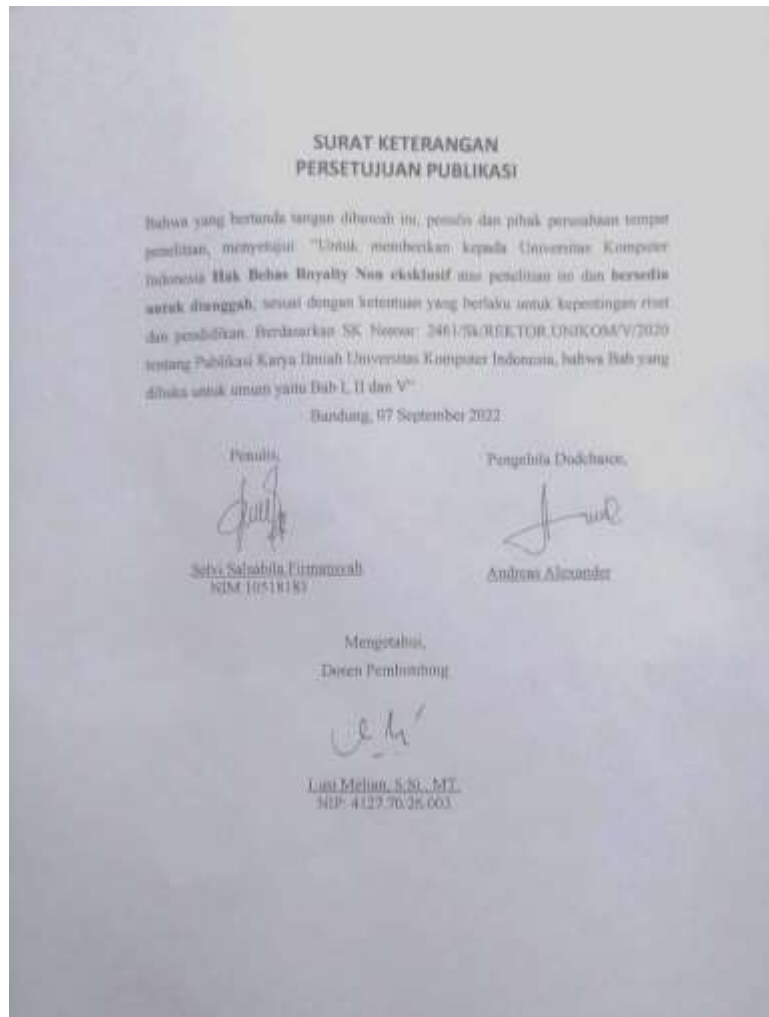 SURAT KETERANGAN
PERSETUJUAN PUBLIKASI
Bahwa yang bertanda tangan dibawah ini, penulis dan pihak perusahaan tempat
penelitian, menyetujui: "Untuk memberikan kepada Universitas Komputer
Indonesia Hak Bebas Royalty Non eksklusif atas penelitian ini dan bersedia
untuk diunggah, sesuai dengan ketentuan yang berlaku untuk kepentingan riset
dan pendidikan. Berdasarkan SK Nomor: 2461/Sk/REKTOR.UNIKOM/V/2020
tentang Publikasi Karya Ilmiah Universitas Komputer Indonesia, bahwa Bab yang
dibuka untuk umum yaitu Bab I, II dan V"
Bandung, 07 September 2022
Penulis,
Pengelola
Salsabila Firmansyah
NIM 10518187
Andreas Alexander
Mengetahui,
Dosen Pembimbing
Lusi Melian, S.Si., MT.
NIP: 4127.70.26.003